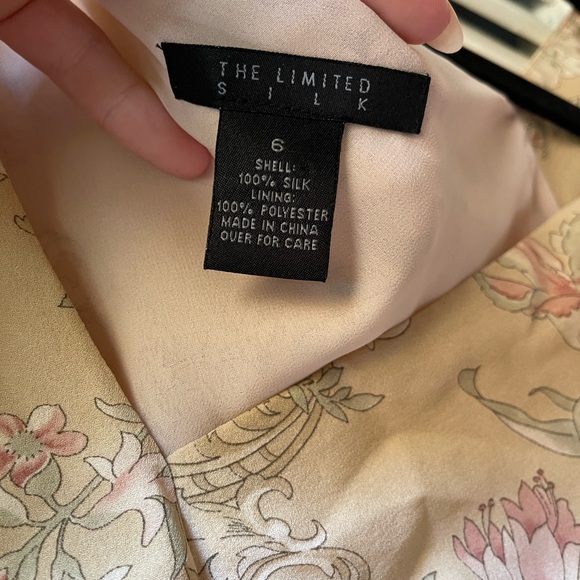 THE LIMITED
SILK
6
SHELL:
100% SILK
LINING:
100% POLYESTER
MADE IN CHINA
OVER FOR CARE